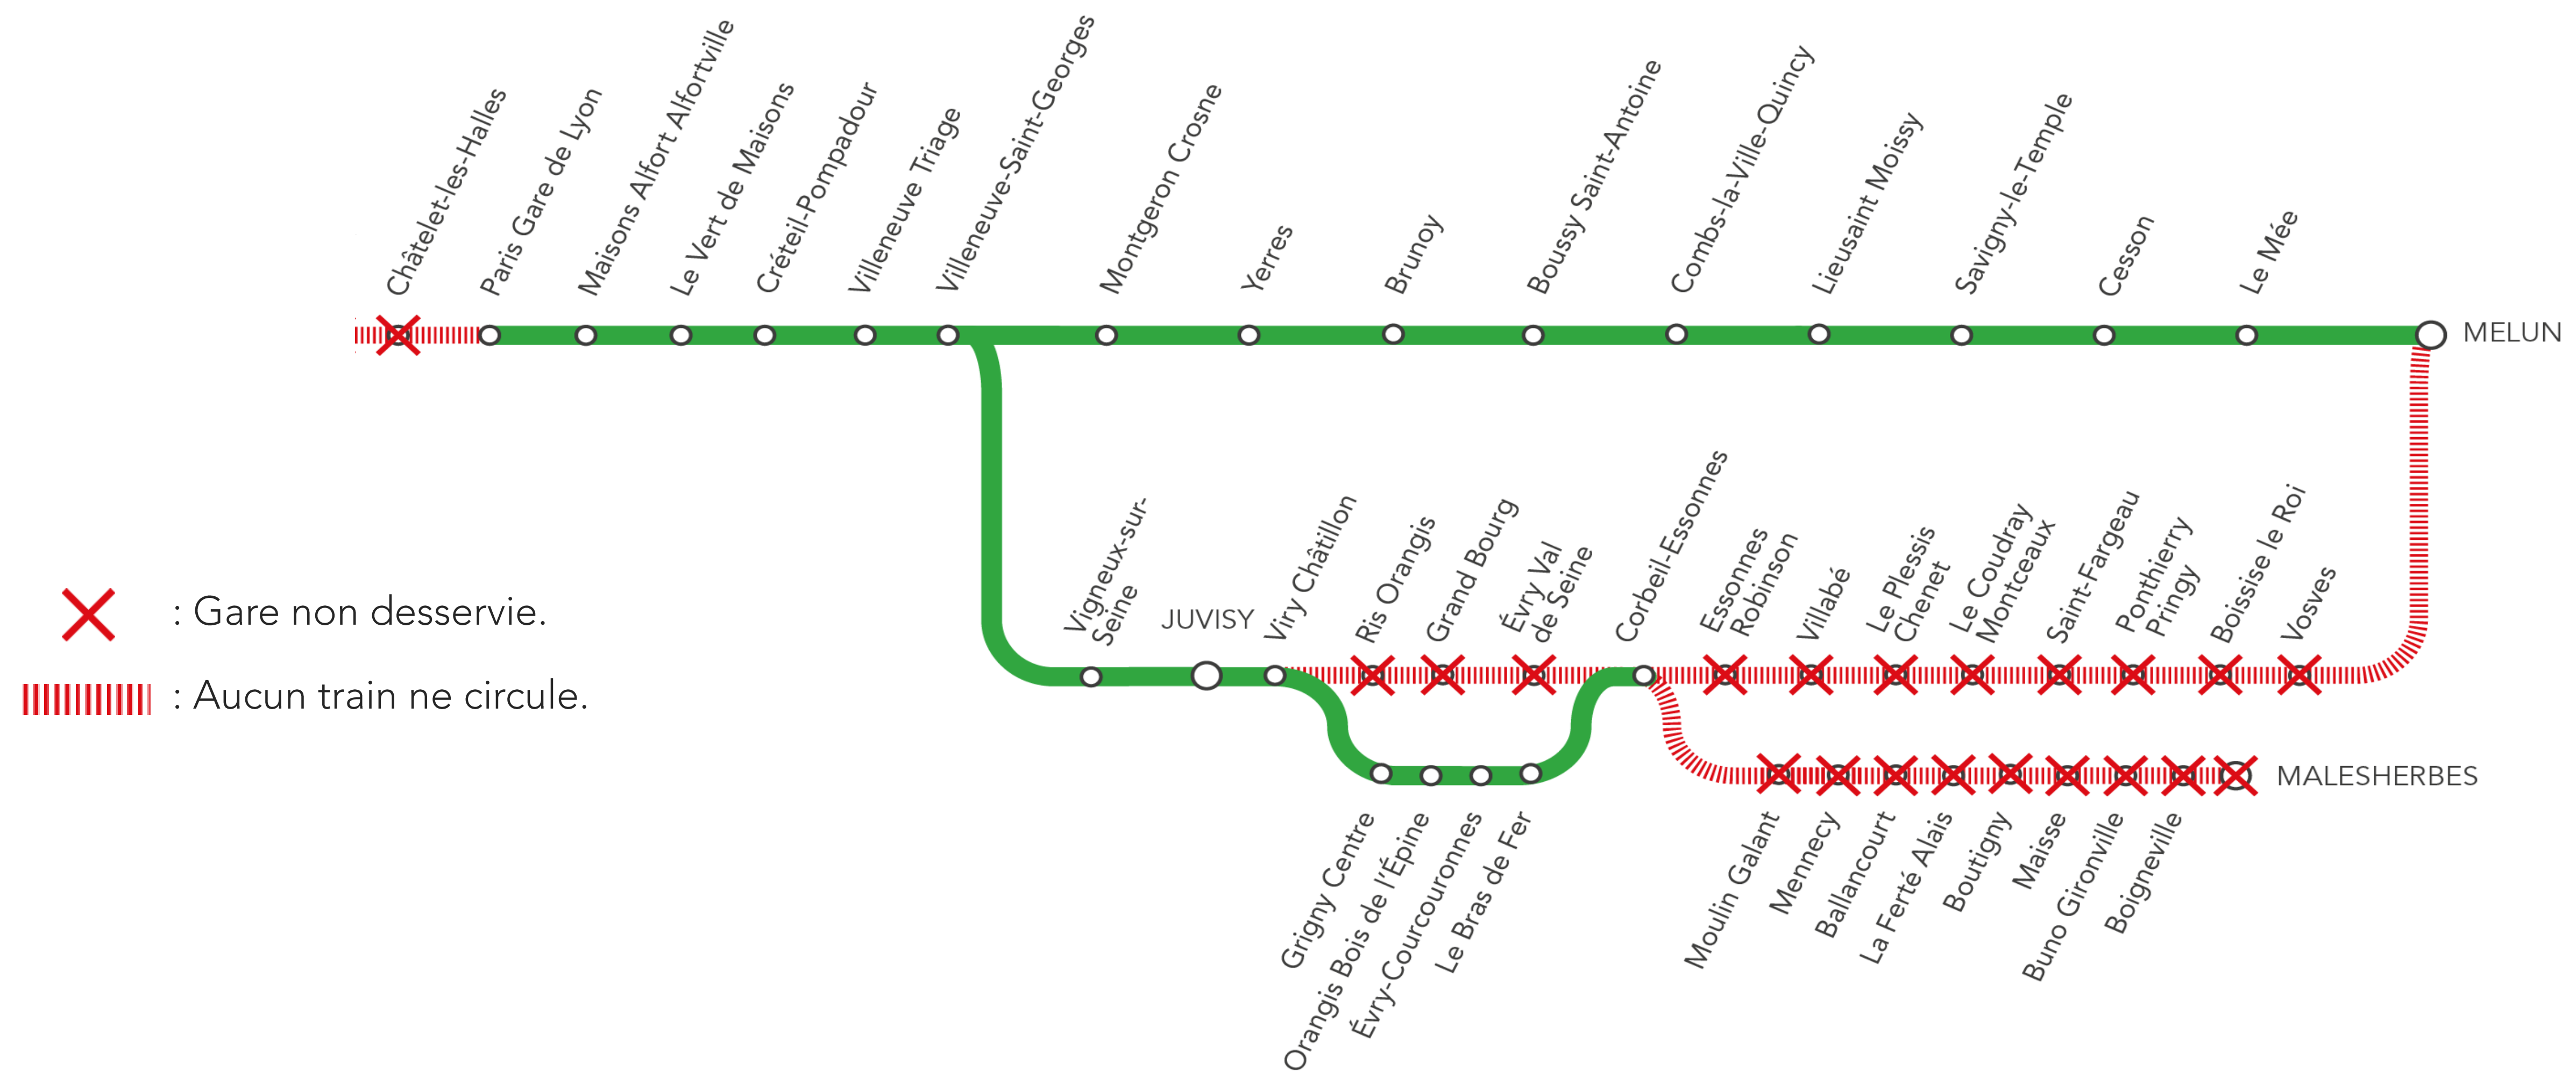 Châtelet-les-Halles
Paris Gare de Lyon
Maisons Alfort Alfortville
Le Vert de Maisons
Créteil-Pompadour
Villeneuve Triage
Villeneuve-Saint-Georges
Montgeron Crosne
Yerres
Brunoy
Boussy Saint-Antoine
Combs-la-Ville-Quincy
Lieusaint Moissy
Savigny-le-Temple
Cesson
Le Mée
MELUN
Vigneux-sur-
Seine
JUVISY
Viry Châtillon
Ris Orangis
Grand Bourg
Évry Val
de Seine
Corbeil-Essonnes
Essonnes
Robinson
Villabé
Le Plessis
Chenet
Le Coudray
Montceaux
Saint-Fargeau
Ponthierry
Pringy
Boissise le Roi
Vosves
: Gare non desservie.
: Aucun train ne circule.
MALESHERBES
Grigny Centre
Orangis Bois de l'Épine
Évry-Courcouronnes
Le Bras de Fer
Moulin Galant
Mennecy
Ballancourt
La Ferté Alais
Boutigny
Maisse
Buno Gironville
Boigneville